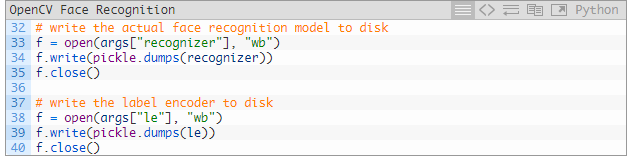 OpenCV Face Recognition Python
32 # write the actual face recognition model to disk
33 f = open(args["recognizer"], "wb")
34 f.write(pickle.dumps(recognizer))
35 f.close()
36
37 # write the label encoder to disk
38 f = open(args["le"], "wb")
39 f.write(pickle.dumps(le))
40 f.close()